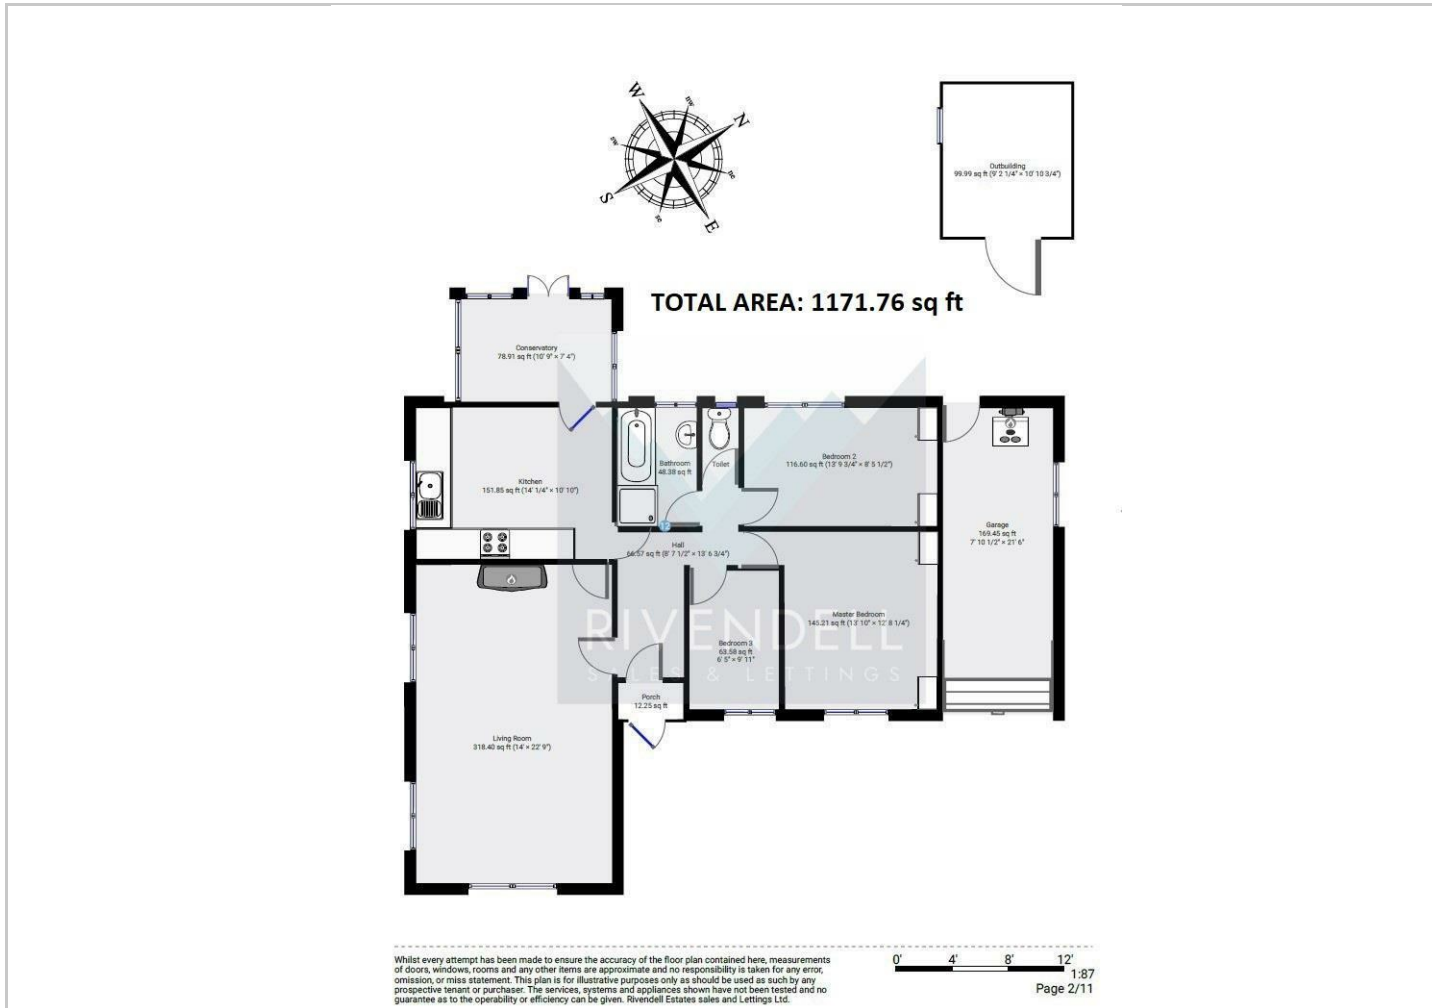 W
NW
N
SW
NE
S
SE
E
Outbuilding
99.99 sq ft (9' 2 1/4" × 10' 10 3/4")
TOTAL AREA: 1171.76 sq ft
Conservatory
78.91 sq ft (10' 9" × 7' 4")
Kitchen
151.85 sq ft (14' 1/4" × 10' 10")
Bathroom
48.38 sq ft
Toilet
Bedroom 2
116.60 sq ft (13' 9 3/4" × 8' 5 1/2")
Garage
169.45 sq ft
7' 10 1/2" × 21' 6"
Hall
66.57 sq ft (8' 7 1/2" × 13' 6 3/4")
Master Bedroom
145.21 sq ft (13' 10" × 12' 8 1/4")
RIVENDELL
SALES & LETTINGS
Bedroom 3
63.58 sq ft
6' 5" × 9' 11"
Porch
12.25 sq ft
Living Room
318.40 sq ft (14' × 22' 9")
Whilst every attempt has been made to ensure the accuracy of the floor plan contained here, measurements
of doors, windows, rooms and any other items are approximate and no responsibility is taken for any error,
omission, or miss statement. This plan is for illustrative purposes only as should be used as such by any
prospective tenant or purchaser. The services, systems and appliances shown have not been tested and no
guarantee as to the operability or efficiency can be given. Rivendell Estates sales and Lettings Ltd.
0' 4' 8' 12'
1:87
Page 2/11